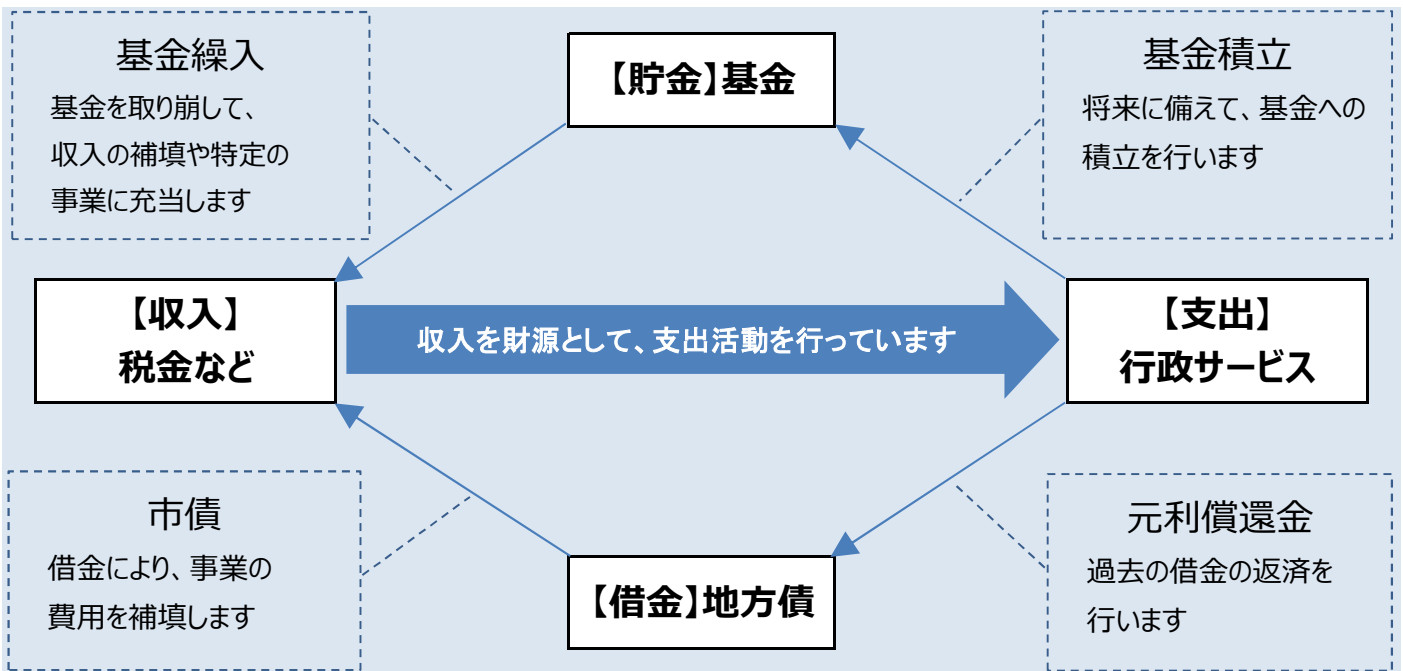 基金繰入
基金を取り崩して、
収入の補填や特定の
事業に充当します
【貯金】基金
基金積立
将来に備えて、基金への
積立を行います
【収入】
税金など
収入を財源として、支出活動を行っています
【支出】
行政サービス
市債
借金により、事業の
費用を補填します
【借金】地方債
元利償還金
過去の借金の返済を
行います